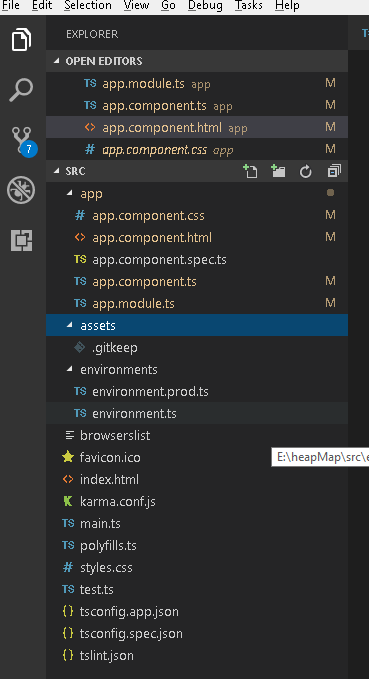 File Edit Selection View Go Debug Tasks Help
EXPLORER
OPEN EDITORS
TS app.module.ts app M
TS app.component.ts app M
<> app.component.html app M
# app.component.css app M
SRC
app
# app.component.css M
<> app.component.html M
TS app.component.spec.ts
TS app.component.ts M
TS app.module.ts M
assets
.gitkeep
environments
TS environment.prod.ts
TS environment.ts
browserslist
favicon.ico
E:\heapMap\src\e
<> index.html
K karma.conf.js
TS main.ts
TS polyfills.ts
# styles.css
TS test.ts
{ } tsconfig.app.json
{ } tsconfig.spec.json
{ } tslint.json
7